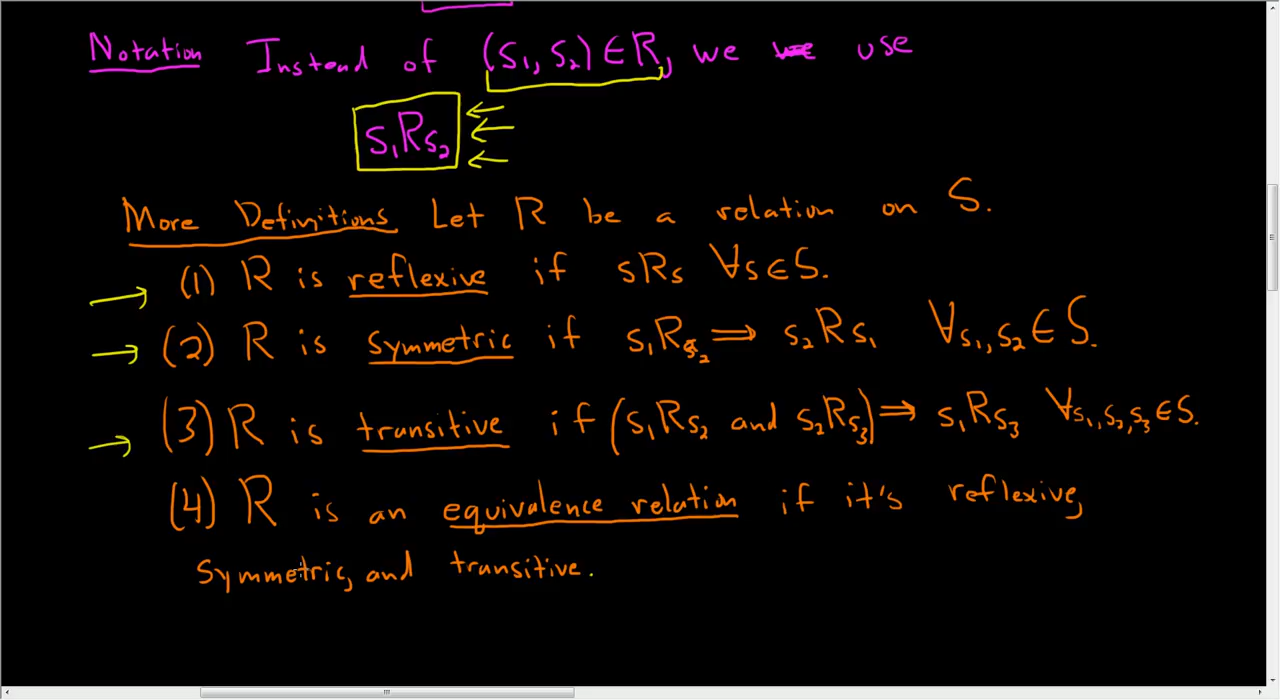 Notation Instead of (s₁, s₂) ∈ R, we use
s₁Rs₂
More Definitions Let R be a relation on S.
(1) R is reflexive if sRs ∀s∈S.
(2) R is symmetric if s₁Rs₂ ⟹ s₂Rs₁ ∀s₁,s₂∈S.
(3) R is transitive if (s₁Rs₂ and s₂Rs₃) ⟹ s₁Rs₃ ∀s₁,s₂,s₃∈S.
(4) R is an equivalence relation if it's reflexive,
symmetric, and transitive.